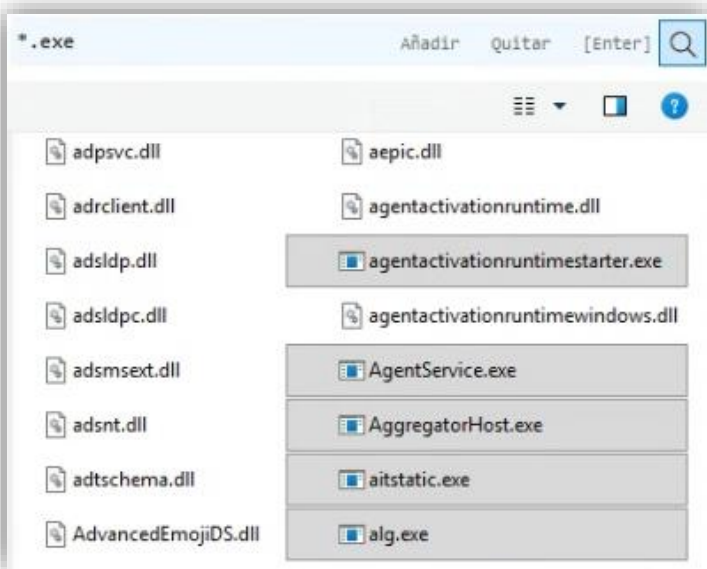 *.exe Añadir Quitar [Enter]
?
adpsvc.dll aepic.dll
adrclient.dll agentactivationruntime.dll
adsldp.dll agentactivationruntimestarter.exe
adsldpc.dll agentactivationruntimewindows.dll
adsmsext.dll AgentService.exe
adsnt.dll AggregatorHost.exe
adtschema.dll aitstatic.exe
AdvancedEmojiDS.dll alg.exe